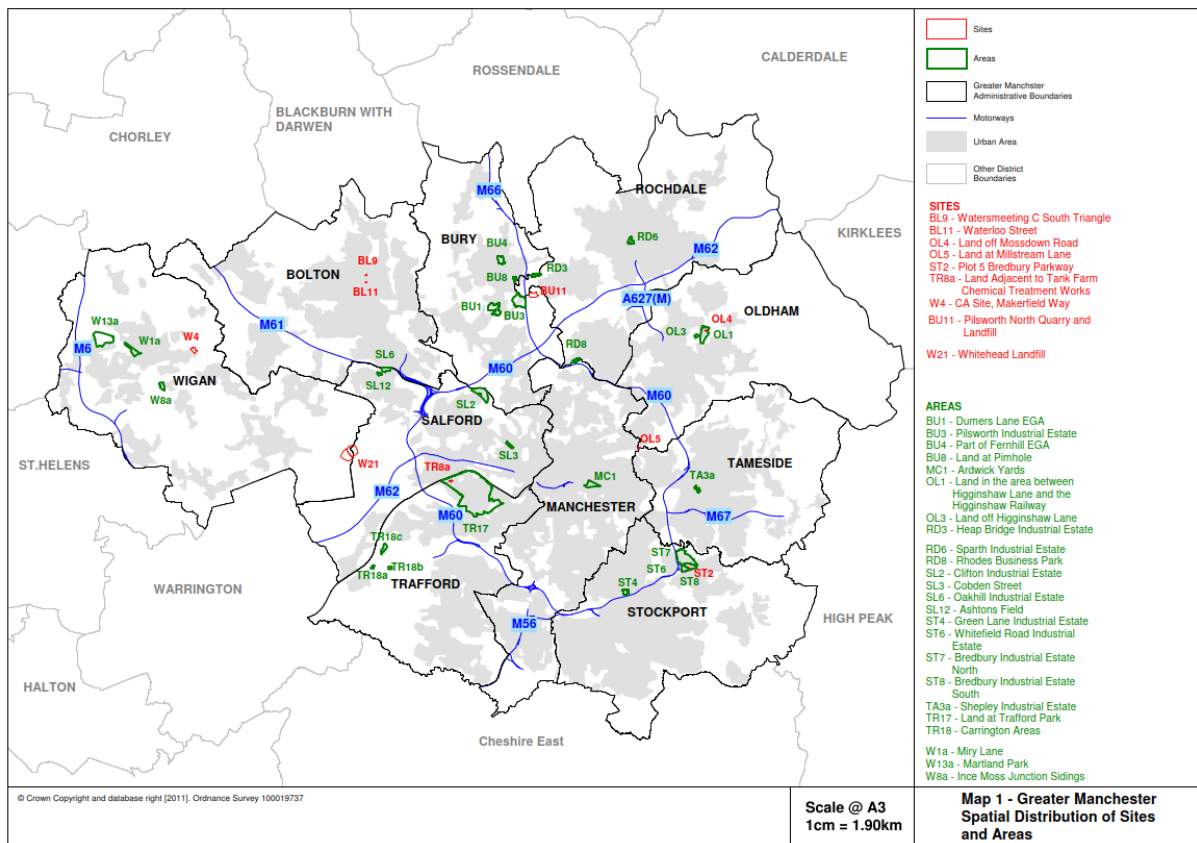 CALDERDALE
ROSSENDALE
BLACKBURN WITH
DARWEN
CHORLEY
ROCHDALE
M66
BURY
BU4
RD6
KIRKLEES
M62
BL9
BOLTON
BU8
RD3
BL11
BU11
A627(M)
BU1
BU3
OLDHAM
W13a
M61
OL4
OL3
OL1
W4
W1a
M6
RD8
SL6
M60
WIGAN
SL12
W8a
M60
SL2
SALFORD
OL5
SL3
ST.HELENS
W21
TR8a
TAMESIDE
MC1
TA3a
M62
MANCHESTER
M60
M67
TR17
TR18c
ST7
TR18a
TR18b
ST6
ST2
TRAFFORD
ST4
ST8
WARRINGTON
STOCKPORT
M56
HIGH PEAK
HALTON
Cheshire East
Sites
Areas
Greater Manchster
Administrative Boundaries
Motorways
Urban Area
Other District
Boundaries
SITES
BL9 - Watersmeeting C South Triangle
BL11 - Waterloo Street
OL4 - Land off Mossdown Road
OL5 - Land at Millstream Lane
ST2 - Plot 5 Bredbury Parkway
TR8a - Land Adjacent to Tank Farm
Chemical Treatment Works
W4 - CA Site, Makerfield Way
BU11 - Pilsworth North Quarry and
Landfill
W21 - Whitehead Landfill
AREAS
BU1 - Dumers Lane EGA
BU3 - Pilsworth Industrial Estate
BU4 - Part of Fernhill EGA
BU8 - Land at Pimhole
MC1 - Ardwick Yards
OL1 - Land in the area between
Higginshaw Lane and the
Higginshaw Railway
OL3 - Land off Higginshaw Lane
RD3 - Heap Bridge Industrial Estate
RD6 - Sparth Industrial Estate
RD8 - Rhodes Business Park
SL2 - Clifton Industrial Estate
SL3 - Cobden Street
SL6 - Oakhill Industrial Estate
SL12 - Ashtons Field
ST4 - Green Lane Industrial Estate
ST6 - Whitefield Road Industrial
Estate
ST7 - Bredbury Industrial Estate
North
ST8 - Bredbury Industrial Estate
South
TA3a - Shepley Industrial Estate
TR17 - Land at Trafford Park
TR18 - Carrington Areas
W1a - Miry Lane
W13a - Martland Park
W8a - Ince Moss Junction Sidings
© Crown Copyright and database right [2011]. Ordnance Survey 100019737
Scale @ A3
1cm = 1.90km
Map 1 - Greater Manchester
Spatial Distribution of Sites
and Areas